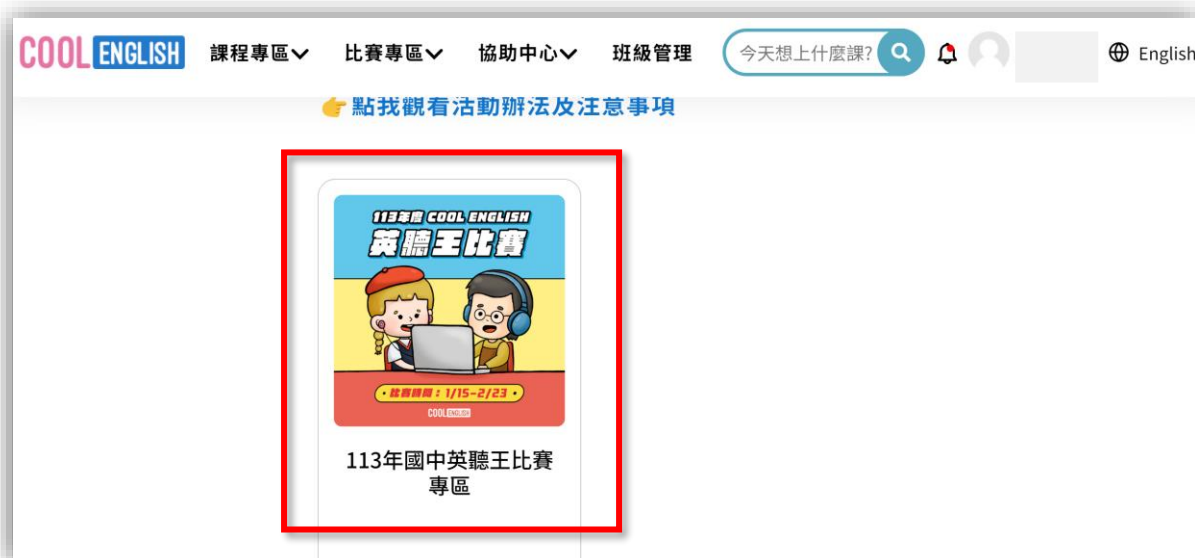 COOL ENGLISH 課程專區 比賽專區 協助中心 班級管理 今天想上什麼課? English
點我觀看活動辦法及注意事項
113年度 COOL ENGLISH
英聽王比賽
比賽時間：1/15-2/23
COOL ENGLISH
113年國中英聽王比賽
專區